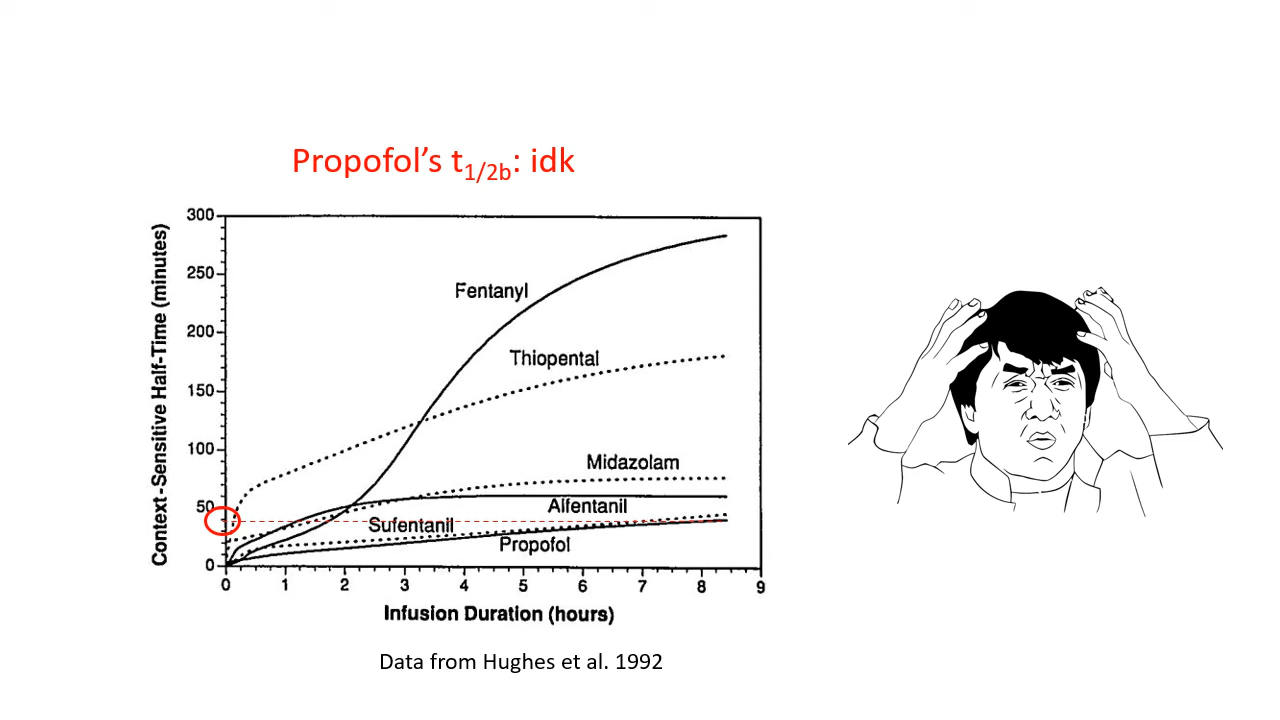 Propofol's t1/2b: idk
Context-Sensitive Half-Time (minutes)
300
250
200
150
100
50
0
Fentanyl
Thiopental
Midazolam
Alfentanil
Sufentanil
Propofol
0 1 2 3 4 5 6 7 8 9
Infusion Duration (hours)
Data from Hughes et al. 1992